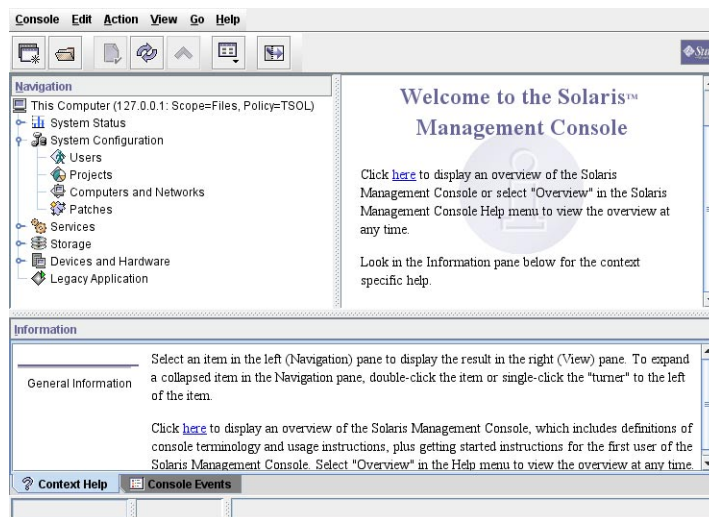 Console Edit Action View Go Help
Navigation
This Computer (127.0.0.1: Scope=Files, Policy=TSOL)
System Status
System Configuration
Users
Projects
Computers and Networks
Patches
Services
Storage
Devices and Hardware
Legacy Application
Welcome to the Solaris™
Management Console
Click here to display an overview of the Solaris
Management Console or select "Overview" in the Solaris
Management Console Help menu to view the overview at
any time.
Look in the Information pane below for the context
specific help.
Information
General Information
Select an item in the left (Navigation) pane to display the result in the right (View) pane. To expand
a collapsed item in the Navigation pane, double-click the item or single-click the "turner" to the left
of the item.
Click here to display an overview of the Solaris Management Console, which includes definitions of
console terminology and usage instructions, plus getting started instructions for the first user of the
Solaris Management Console. Select "Overview" in the Help menu to view the overview at any time.
Context Help
Console Events